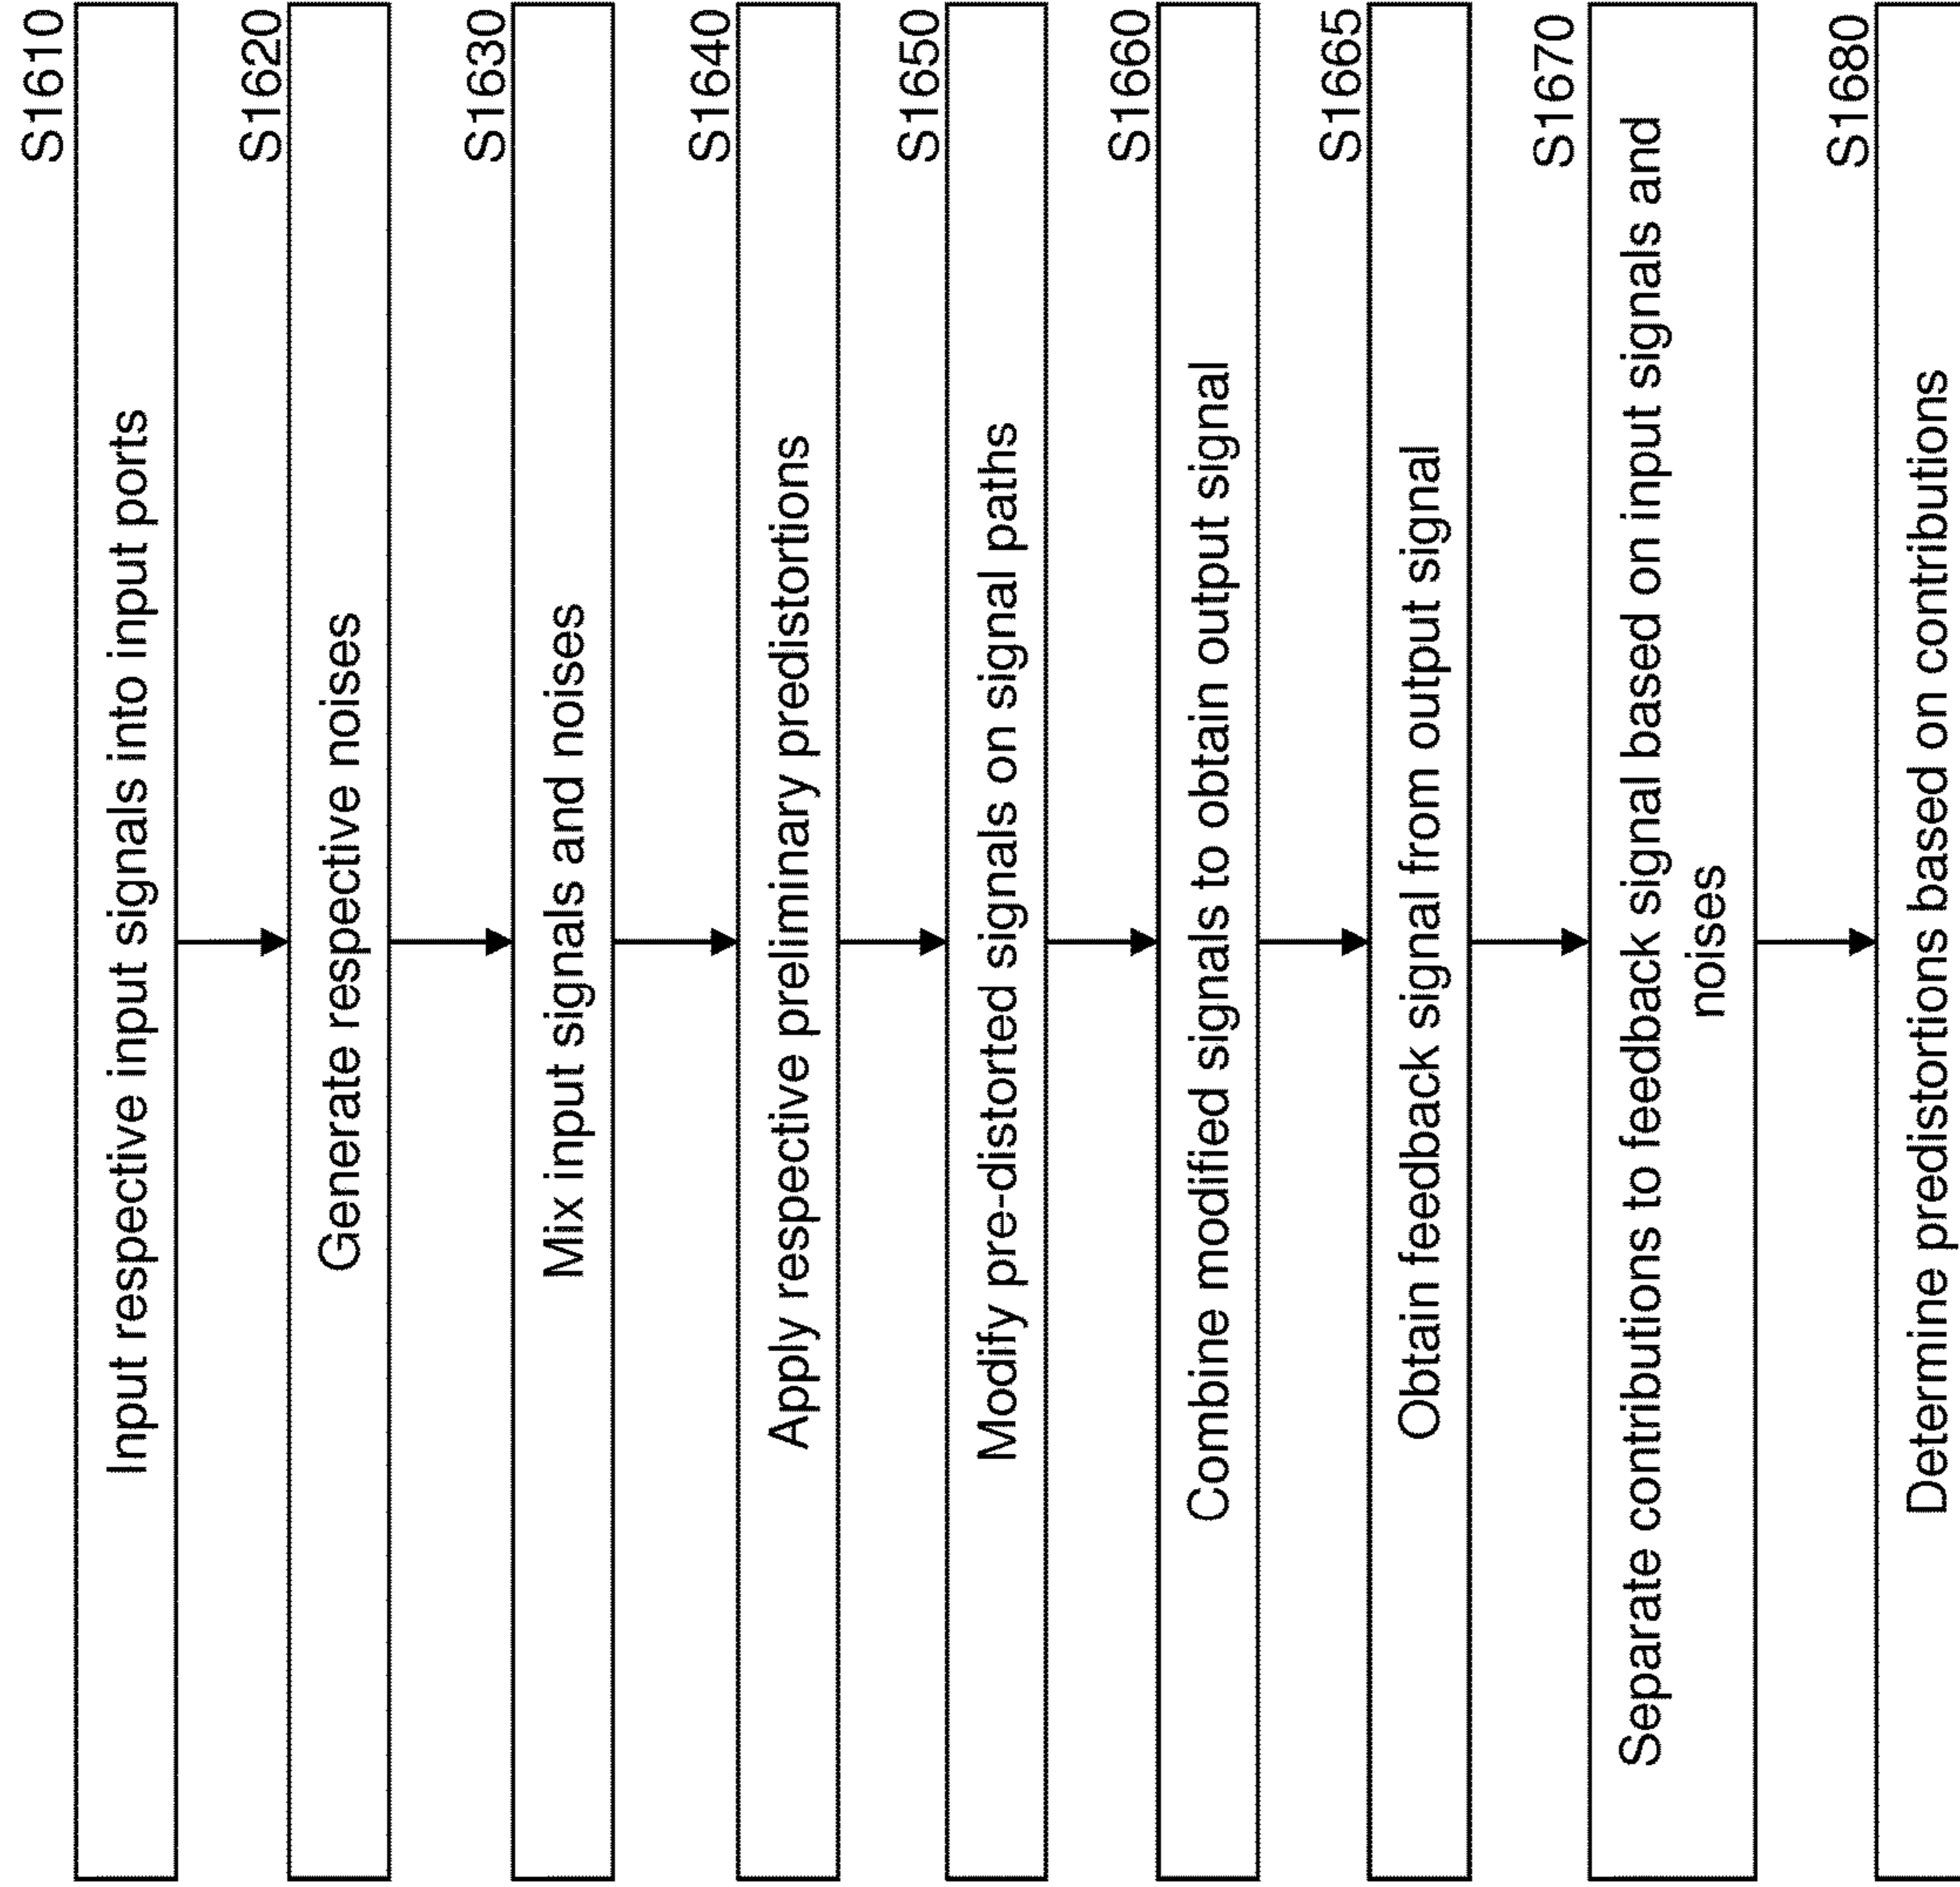 S1610
Input respective input signals into input ports
S1620
Generate respective noises
S1630
Mix input signals and noises
S1640
Apply respective preliminary predistortions
S1650
Modify pre-distorted signals on signal paths
S1660
Combine modified signals to obtain output signal
S1665
Obtain feedback signal from output signal
S1670
Separate contributions to feedback signal based on input signals and
noises
S1680
Determine predistortions based on contributions